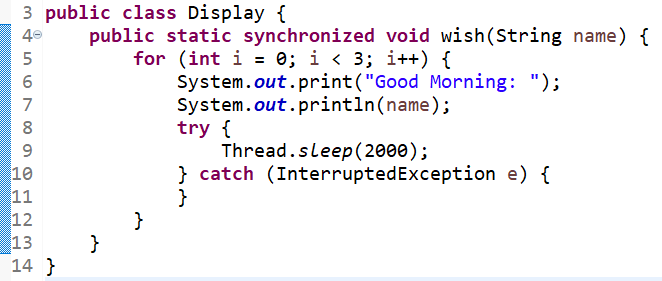 3 public class Display {
4 public static synchronized void wish(String name) {
5 for (int i = 0; i < 3; i++) {
6 System.out.print("Good Morning: ");
7 System.out.println(name);
8 try {
9 Thread.sleep(2000);
10 } catch (InterruptedException e) {
11 }
12 }
13 }
14 }